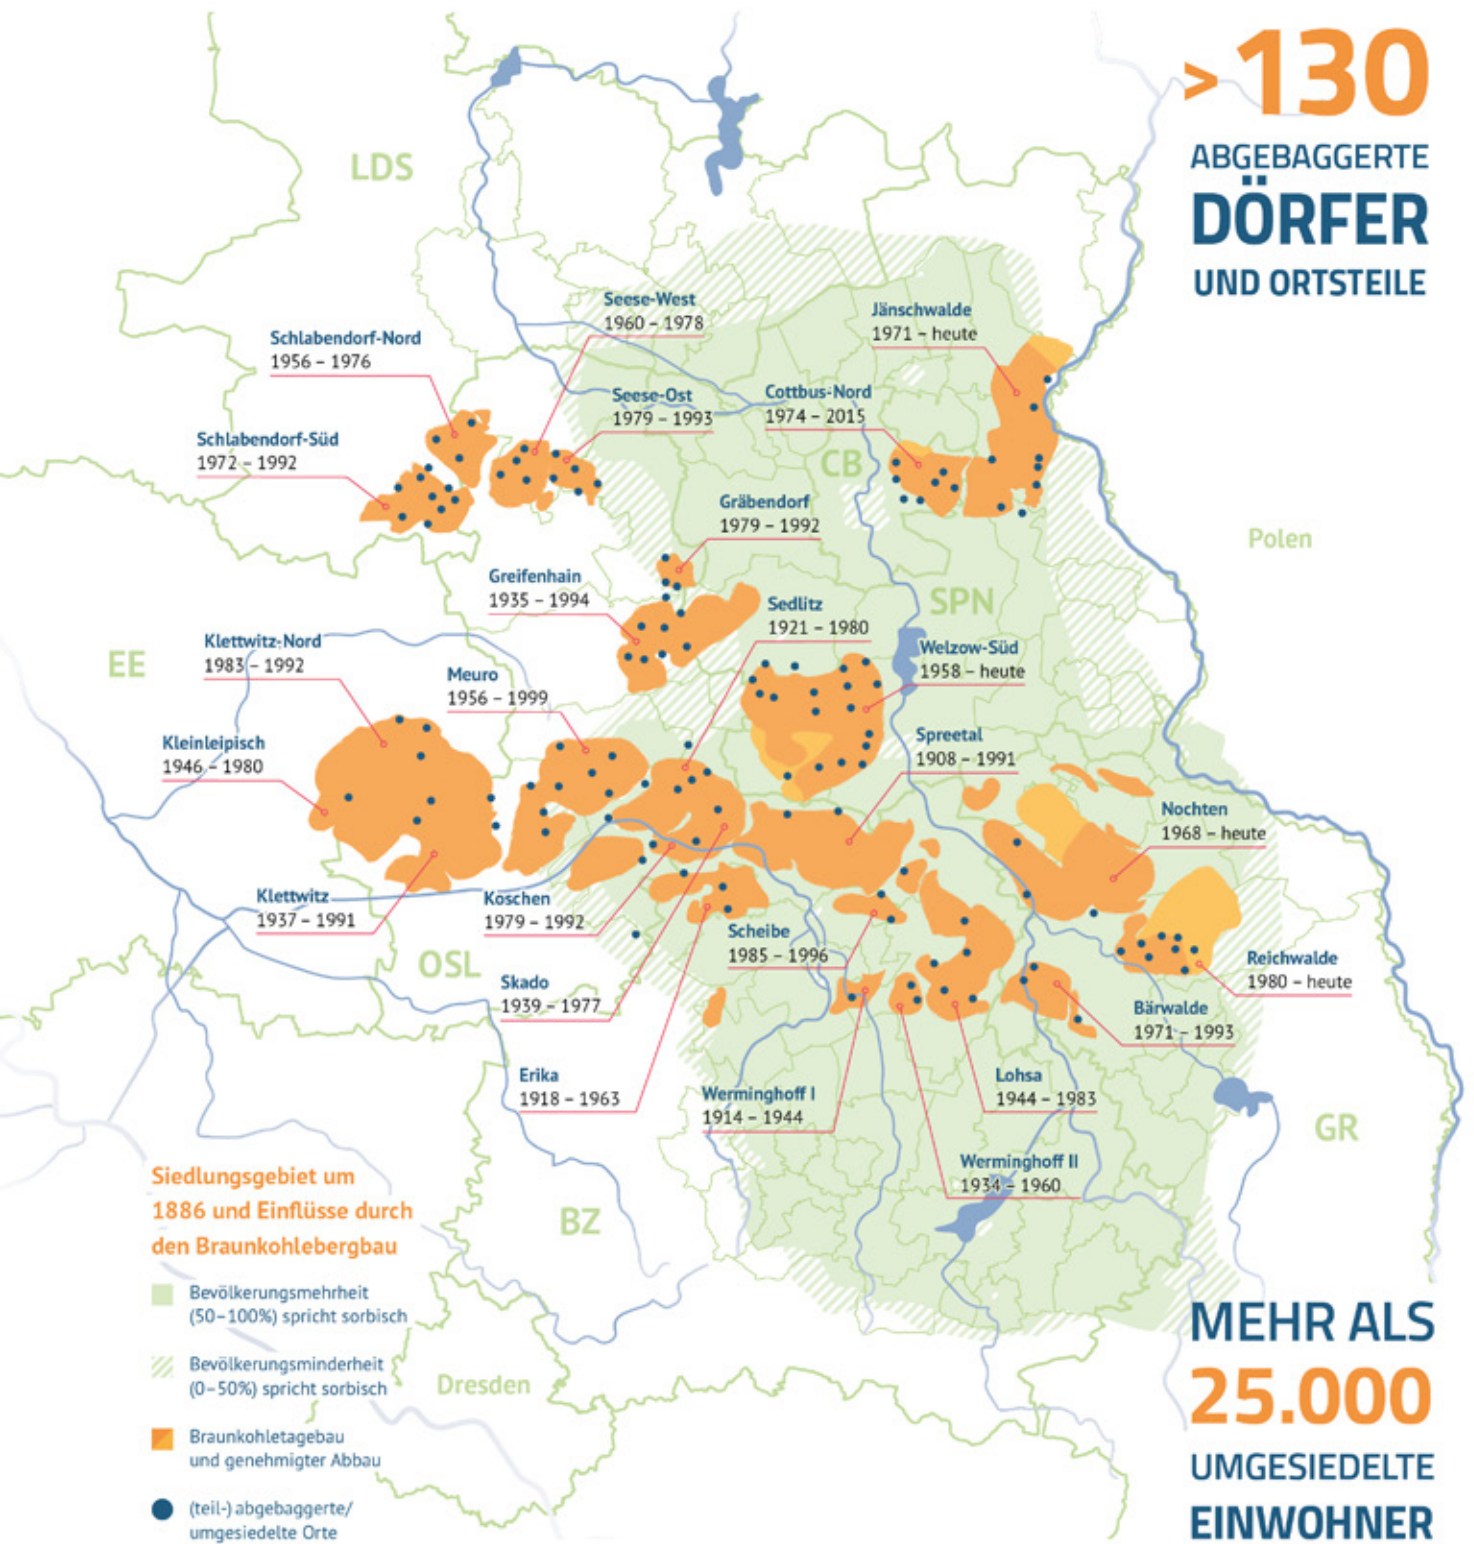 > 130
ABGEBAGGERTE
DÖRFER
UND ORTSTEILE
LDS
Seese-West
1960 – 1978
Jänschwalde
1971 – heute
Schlabendorf-Nord
1956 – 1976
Seese-Ost
1979 – 1993
Cottbus-Nord
1974 – 2015
Schlabendorf-Süd
1972 – 1992
CB
Gräbendorf
1979 – 1992
Polen
Greifenhain
1935 – 1994
Sedlitz
1921 – 1980
SPN
Klettwitz-Nord
1983 – 1992
EE
Meuro
1956 – 1999
Welzow-Süd
1958 – heute
Kleinleipisch
1946 – 1980
Spreetal
1908 – 1991
Nochten
1968 – heute
Klettwitz
1937 – 1991
Koschen
1979 – 1992
Scheibe
1985 – 1996
OSL
Skado
1939 – 1977
Reichwalde
1980 – heute
Bärwalde
1971 – 1993
Erika
1918 – 1963
Werminghoff I
1914 – 1944
Lohsa
1944 – 1983
GR
Werminghoff II
1934 – 1960
BZ
Siedlungsgebiet um
1886 und Einflüsse durch
den Braunkohlebergbau
Bevölkerungsmehrheit
(50–100%) spricht sorbisch
Bevölkerungsminderheit
(0–50%) spricht sorbisch
Dresden
Braunkohletagebau
und genehmigter Abbau
(teil-) abgebaggerte/
umgesiedelte Orte
MEHR ALS
25.000
UMGESIEDELTE
EINWOHNER